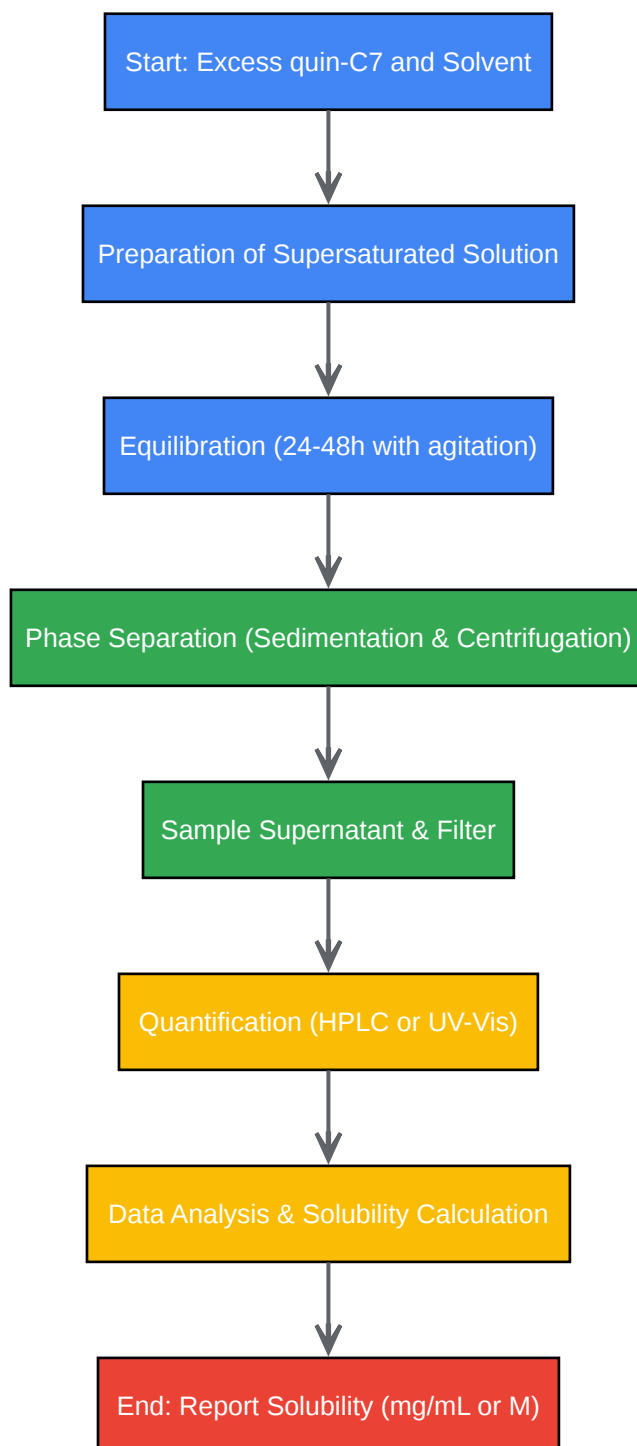 Start: Excess quin-C7 and Solvent
Preparation of Supersaturated Solution
Equilibration (24-48h with agitation)
Phase Separation (Sedimentation & Centrifugation)
Sample Supernatant & Filter
Quantification (HPLC or UV-Vis)
Data Analysis & Solubility Calculation
End: Report Solubility (mg/mL or M)